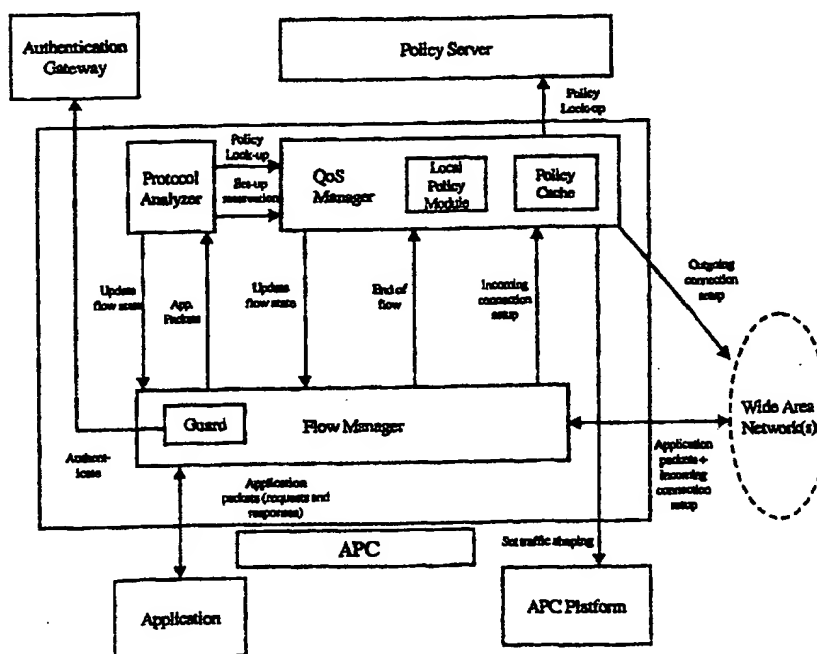 Authentication
Gateway
Policy Server
Policy
Look-up
Policy
Look-up
Protocol
Analyzer
Set-up
reservation
QoS
Manager
Local
Policy
Module
Policy
Cache
Update
flow state
App.
Packets
Update
flow state
End of
flow
Incoming
connection
setup
Outgoing
connection
setup
Guard
Flow Manager
Wide Area
Network(s)
Authent-
icate
Application
packets (requests and
responses)
Application
packets +
Incoming
connection
setup
APC
Set traffic shaping
Application
APC Platform